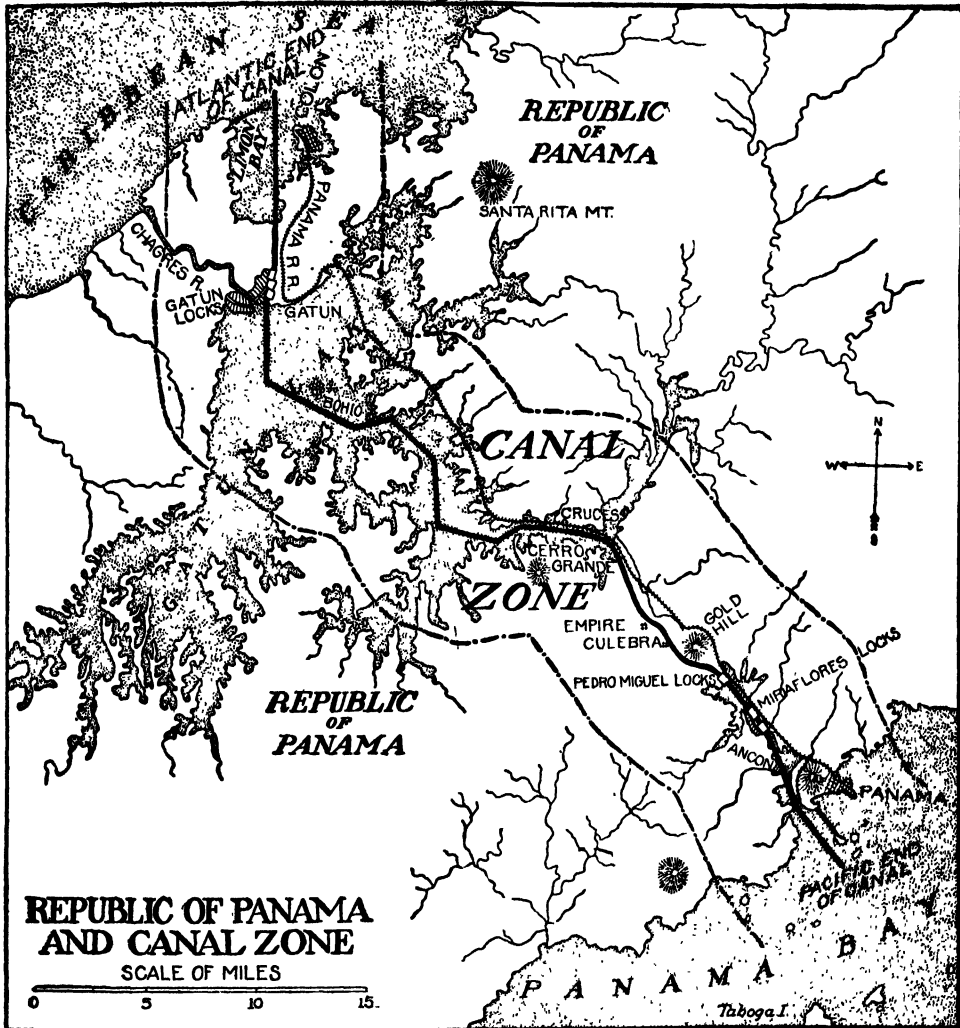 CARIBBEAN SEA
ATLANTIC END
OF CANAL
COLON
LIMON
BAY
PANAMA R R
REPUBLIC
OF
PANAMA
SANTA RITA MT.
CHAGRES R.
GATUN
LOCKS
GATUN
BOHIO
CANAL
ZONE
N
W
E
S
CRUCES
CERRO
GRANDE
GOLD
HILL
EMPIRE
CULEBRA
PEDRO MIGUEL LOCKS
MIRAFLORES LOCKS
ANCON
PANAMA
GATUN LAKE
REPUBLIC
OF
PANAMA
PACIFIC END
OF CANAL
PANAMA BAY
Taboga I.
REPUBLIC OF PANAMA
AND CANAL ZONE
SCALE OF MILES
0 5 10 15